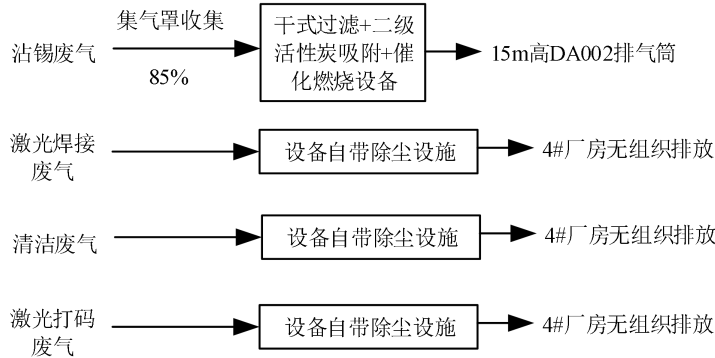 集气罩收集
沾锡废气
85%
干式过滤+二级
活性炭吸附+催
化燃烧设备
15m高DA002排气筒
激光焊接
废气
设备自带除尘设施
4#厂房无组织排放
清洁废气
设备自带除尘设施
4#厂房无组织排放
激光打码
废气
设备自带除尘设施
4#厂房无组织排放